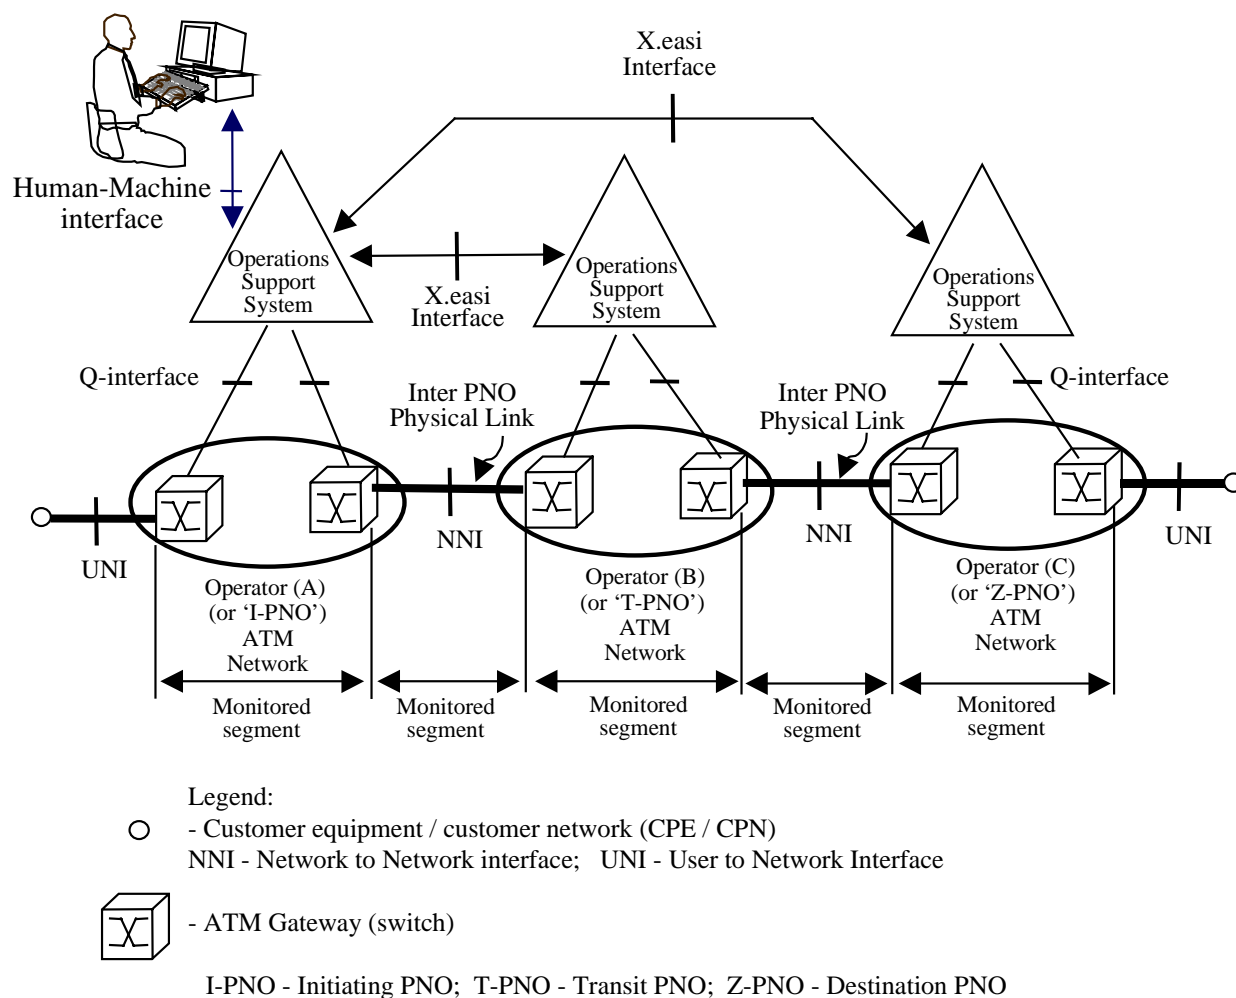 X.easi
Interface
Human-Machine
interface
Operations
Support
System
Operations
Support
System
Operations
Support
System
X.easi
Interface
Q-interface
Inter PNO
Physical Link
Inter PNO
Physical Link
Q-interface
UNI
NNI
NNI
UNI
Operator (A)
(or ‘I-PNO’)
ATM
Network
Operator (B)
(or ‘T-PNO’)
ATM
Network
Operator (C)
(or ‘Z-PNO’)
ATM
Network
Monitored
segment
Monitored
segment
Monitored
segment
Monitored
segment
Monitored
segment
Legend:
- Customer equipment / customer network (CPE / CPN)
NNI - Network to Network interface; UNI - User to Network Interface
- ATM Gateway (switch)
I-PNO - Initiating PNO; T-PNO - Transit PNO; Z-PNO - Destination PNO